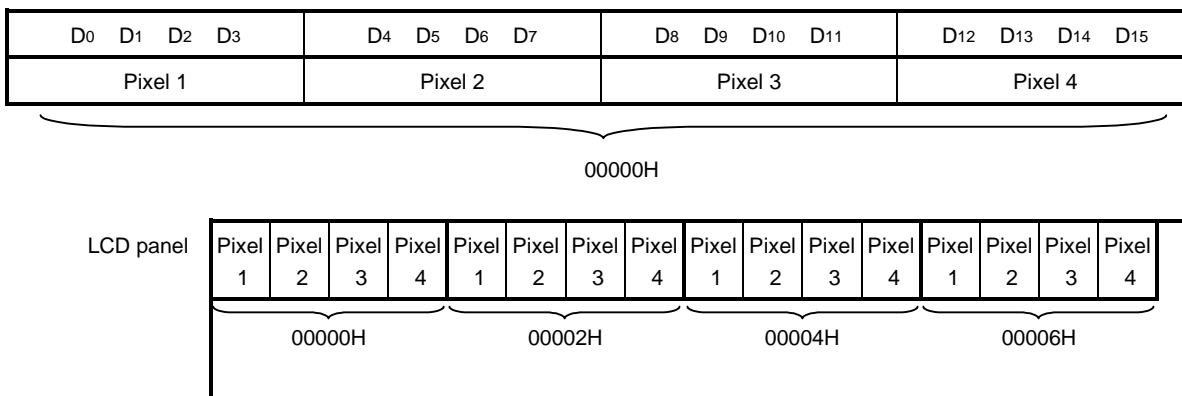 D0 D1 D2 D3 D4 D5 D6 D7 D8 D9 D10 D11 D12 D13 D14 D15
Pixel 1 Pixel 2 Pixel 3 Pixel 4
00000H
LCD panel Pixel Pixel Pixel Pixel Pixel Pixel Pixel Pixel Pixel Pixel Pixel Pixel Pixel Pixel Pixel Pixel
1 2 3 4 1 2 3 4 1 2 3 4 1 2 3 4
00000H 00002H 00004H 00006H